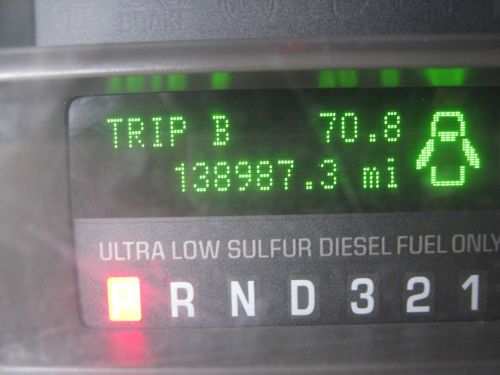 TRIP B 70.8
138987.3 mi
ULTRA LOW SULFUR DIESEL FUEL ONLY
P R N D 3 2 1